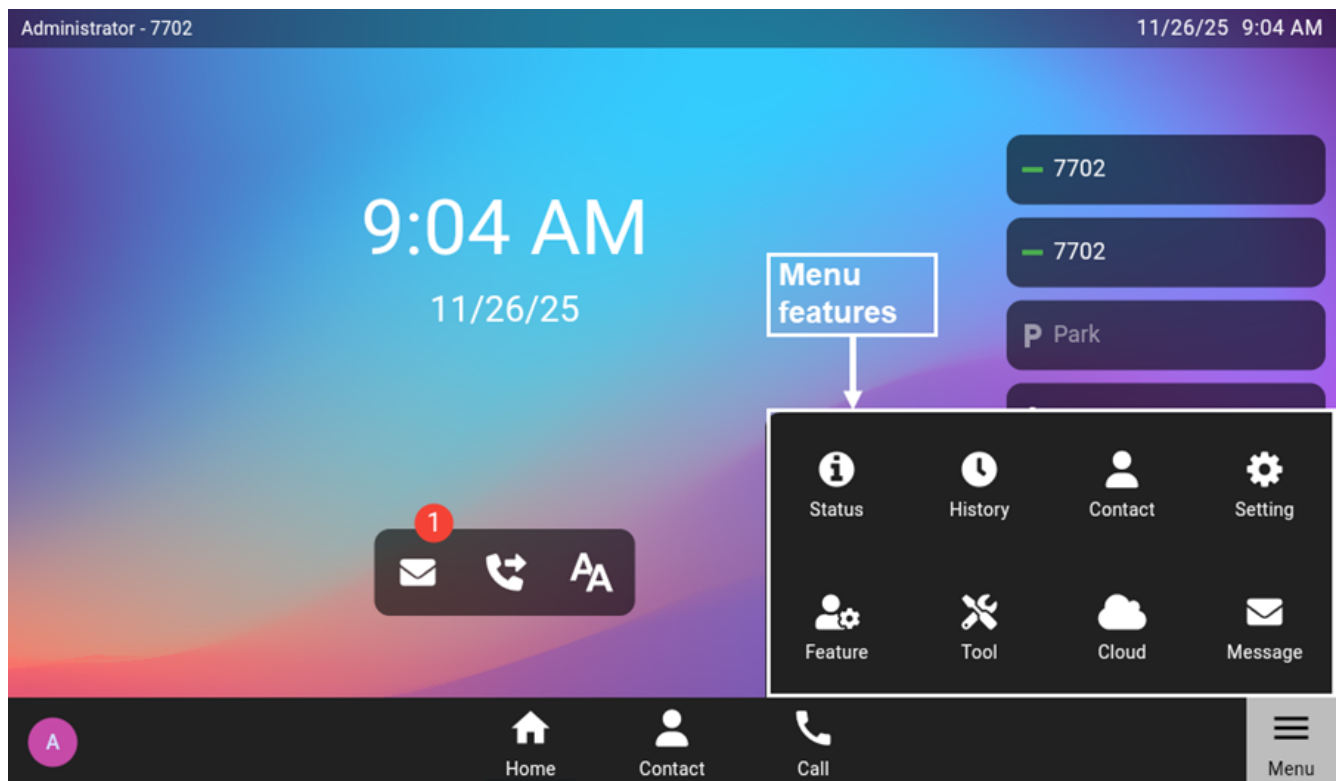 Administrator - 7702
11/26/25 9:04 AM
9:04 AM
11/26/25
7702
7702
P Park
Menu
features
1
AA
Status History Contact Setting
Feature Tool Cloud Message
A
Home Contact Call Menu